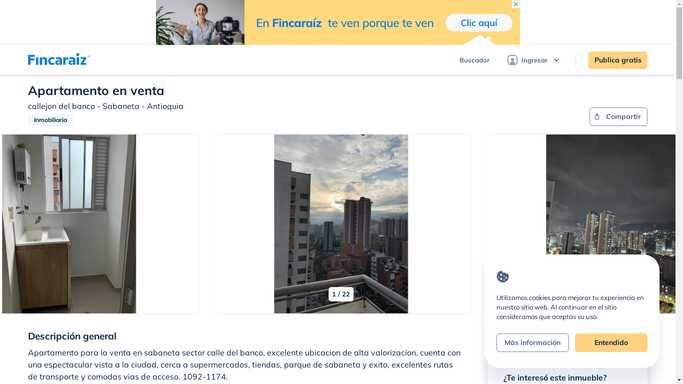 En Fincaraíz te ven porque te ven
Clic aquí
Fincaraiz
Buscador
Ingresar
Publica gratis
Apartamento en venta
callejon del banco - Sabaneta - Antioquia
Inmobiliaria
Compartir
1 / 22
Utilizamos cookies para mejorar tu experiencia en
nuestro sitio web. Al continuar en el sitio
consideramos que aceptas su uso.
Más información
Entendido
Descripción general
Apartamento para la venta en sabaneta sector calle del banco, excelente ubicacion de alta valorizacion, cuenta con
una espectacular vista a la ciudad, cerca a supermercados, tiendas, parque de sabaneta y exito, excelentes rutas
de transporte y comodas vias de acceso. 1092-1174.
¿Te interesó este inmueble?